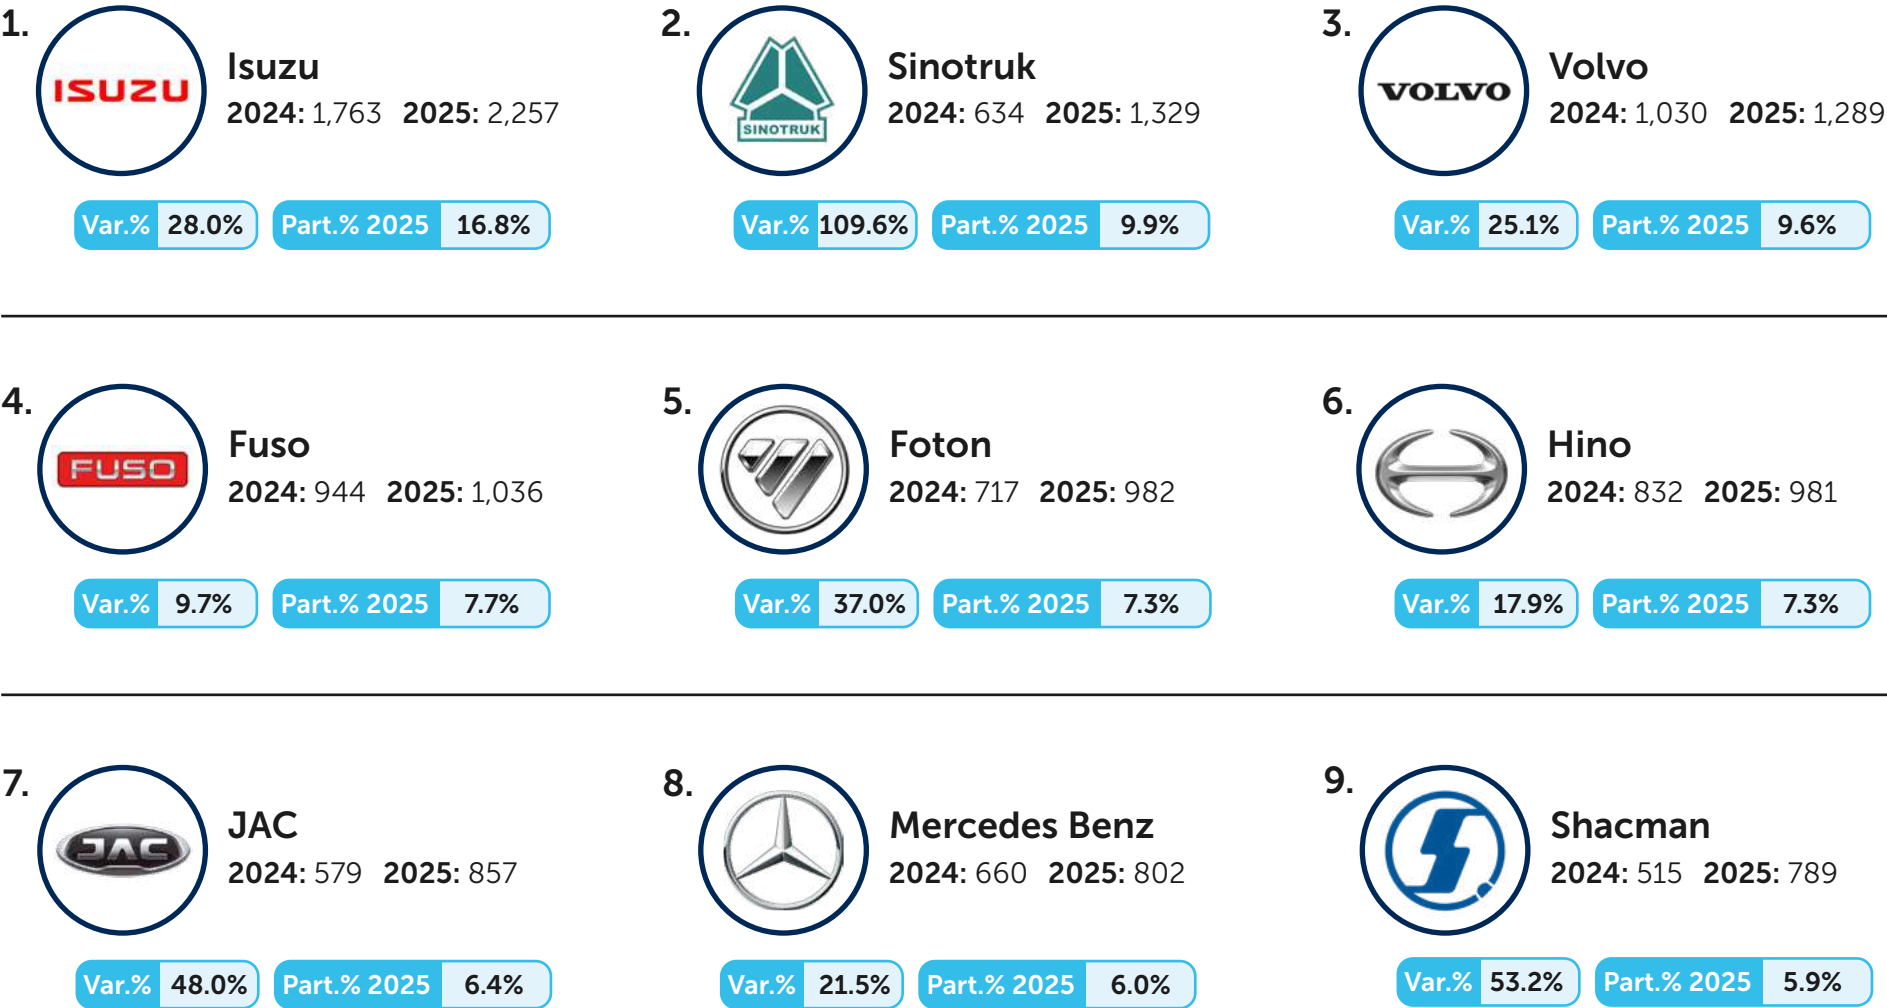 1.
ISUZU
Isuzu
2024: 1,763 2025: 2,257
Var.% 28.0% Part.% 2025 16.8%
2.
SINOTRUK
Sinotruk
2024: 634 2025: 1,329
Var.% 109.6% Part.% 2025 9.9%
3.
VOLVO
Volvo
2024: 1,030 2025: 1,289
Var.% 25.1% Part.% 2025 9.6%
4.
FUSO
Fuso
2024: 944 2025: 1,036
Var.% 9.7% Part.% 2025 7.7%
5.
Foton
2024: 717 2025: 982
Var.% 37.0% Part.% 2025 7.3%
6.
Hino
2024: 832 2025: 981
Var.% 17.9% Part.% 2025 7.3%
7.
JAC
JAC
2024: 579 2025: 857
Var.% 48.0% Part.% 2025 6.4%
8.
Mercedes Benz
2024: 660 2025: 802
Var.% 21.5% Part.% 2025 6.0%
9.
Shacman
2024: 515 2025: 789
Var.% 53.2% Part.% 2025 5.9%